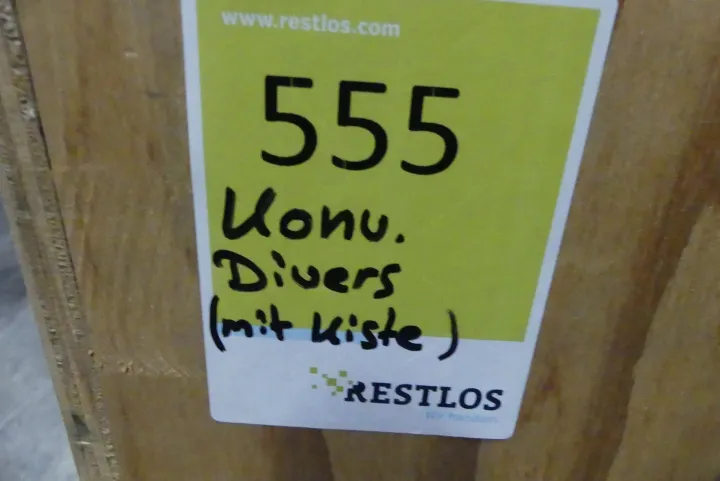 www.restlos.com
555
Konv.
Divers
(mit Kiste)
RESTLOS